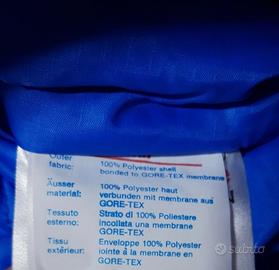 Outer
fabric: 100% Polyester shell
bonded to GORE-TEX membrane
Äusser 100% Polyester haut
material: verbunden mit membrane aus
GORE-TEX
Tessuto Strato di 100% Poliestere
esterno: incollata una membrane
GORE-TEX
Tissu Enveloppe 100% Polyester
extérieur: jointe à la membrane en
GORE-TEX
subito